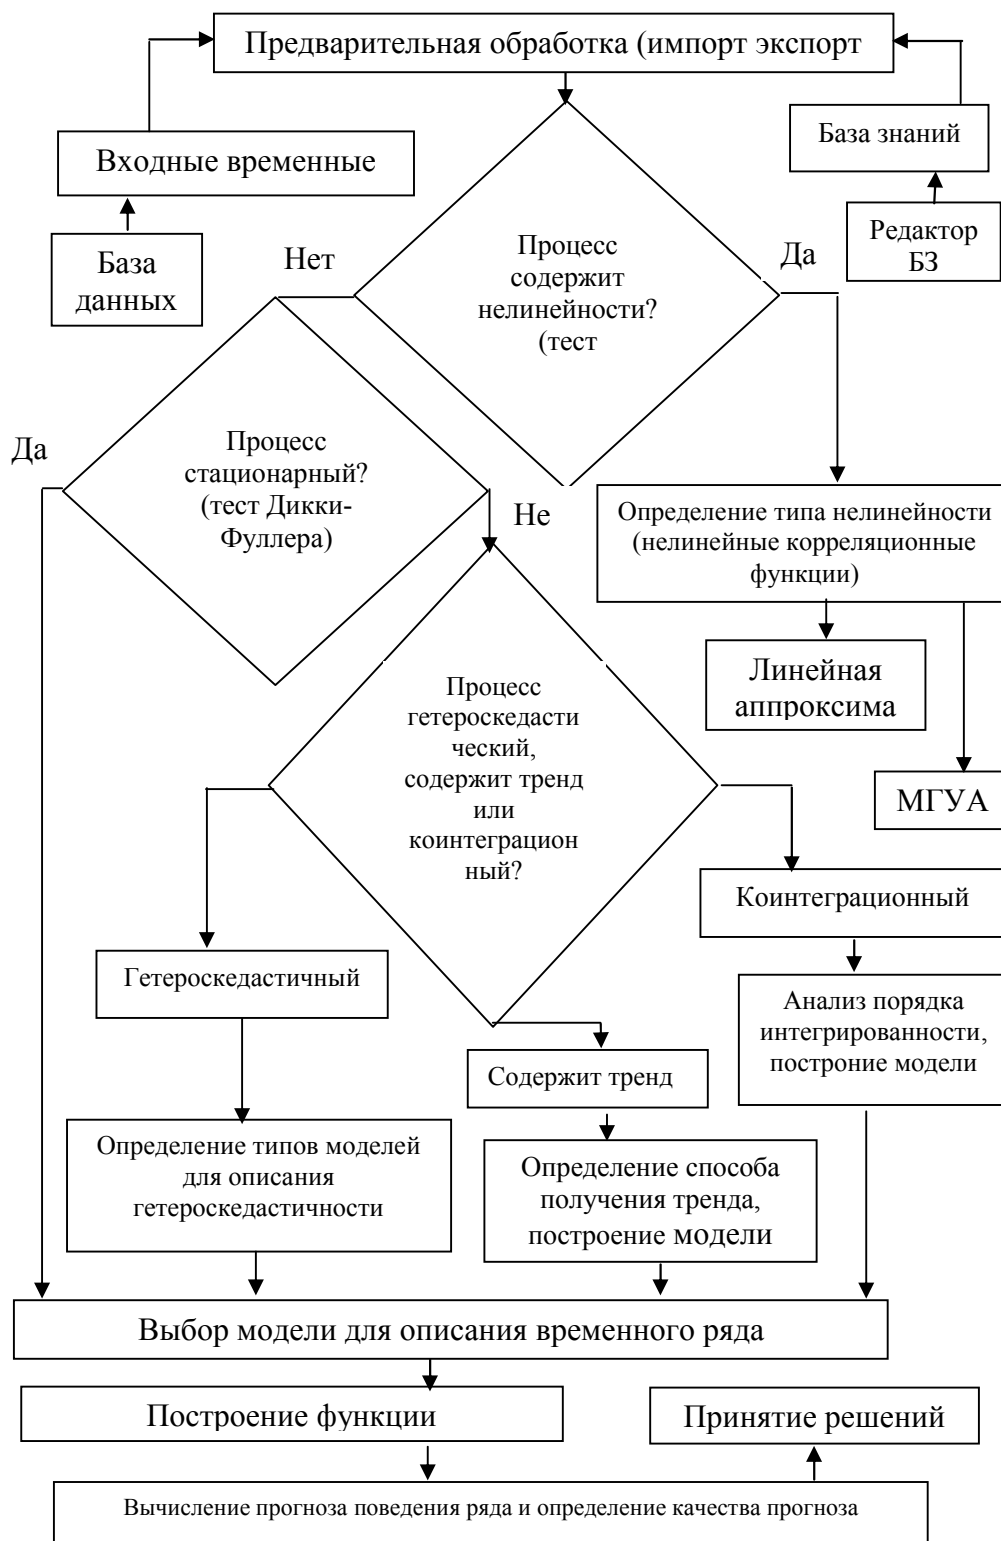 Предварительная обработка (импорт экспорт
Входные временные
База знаний
База
данных
Редактор
БЗ
Нет
Процесс
содержит
нелинейности?
(тест
Да
Да
Процесс
стационарный?
(тест Дикки-
Фуллера)
Не
Определение типа нелинейности
(нелинейные корреляционные
функции)
Линейная
аппроксима
МГУА
Процесс
гетероскедасти
ческий,
содержит тренд
или
коинтеграцион
ный?
Коинтеграционный
Гетероскедастичный
Анализ порядка
интегрированности,
построние модели
Содержит тренд
Определение типов моделей
для описания
гетероскедастичности
Определение способа
получения тренда,
построение модели
Выбор модели для описания временного ряда
Построение функции
Принятие решений
Вычисление прогноза поведения ряда и определение качества прогноза